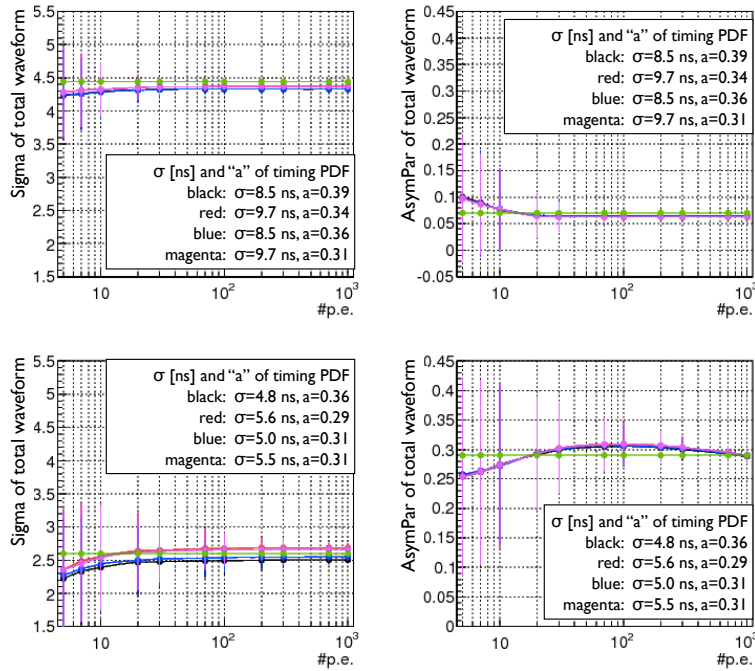 Sigma of total waveform
5.5
5
4.5
4
3.5
3
2.5
2
1.5
σ [ns] and “a” of timing PDF
black: σ=8.5 ns, a=0.39
red: σ=9.7 ns, a=0.34
blue: σ=8.5 ns, a=0.36
magenta: σ=9.7 ns, a=0.31
10
10²
10³
#p.e.
AsymPar of total waveform
0.45
0.4
0.35
0.3
0.25
0.2
0.15
0.1
0.05
0
-0.05
σ [ns] and “a” of timing PDF
black: σ=8.5 ns, a=0.39
red: σ=9.7 ns, a=0.34
blue: σ=8.5 ns, a=0.36
magenta: σ=9.7 ns, a=0.31
10
10²
10³
#p.e.
Sigma of total waveform
5.5
5
4.5
4
3.5
3
2.5
2
1.5
σ [ns] and “a” of timing PDF
black: σ=4.8 ns, a=0.36
red: σ=5.6 ns, a=0.29
blue: σ=5.0 ns, a=0.31
magenta: σ=5.5 ns, a=0.31
10
10²
10³
#p.e.
AsymPar of total waveform
0.45
0.4
0.35
0.3
0.25
0.2
0.15
0.1
0.05
0
σ [ns] and “a” of timing PDF
black: σ=4.8 ns, a=0.36
red: σ=5.6 ns, a=0.29
blue: σ=5.0 ns, a=0.31
magenta: σ=5.5 ns, a=0.31
10
10²
10³
#p.e.